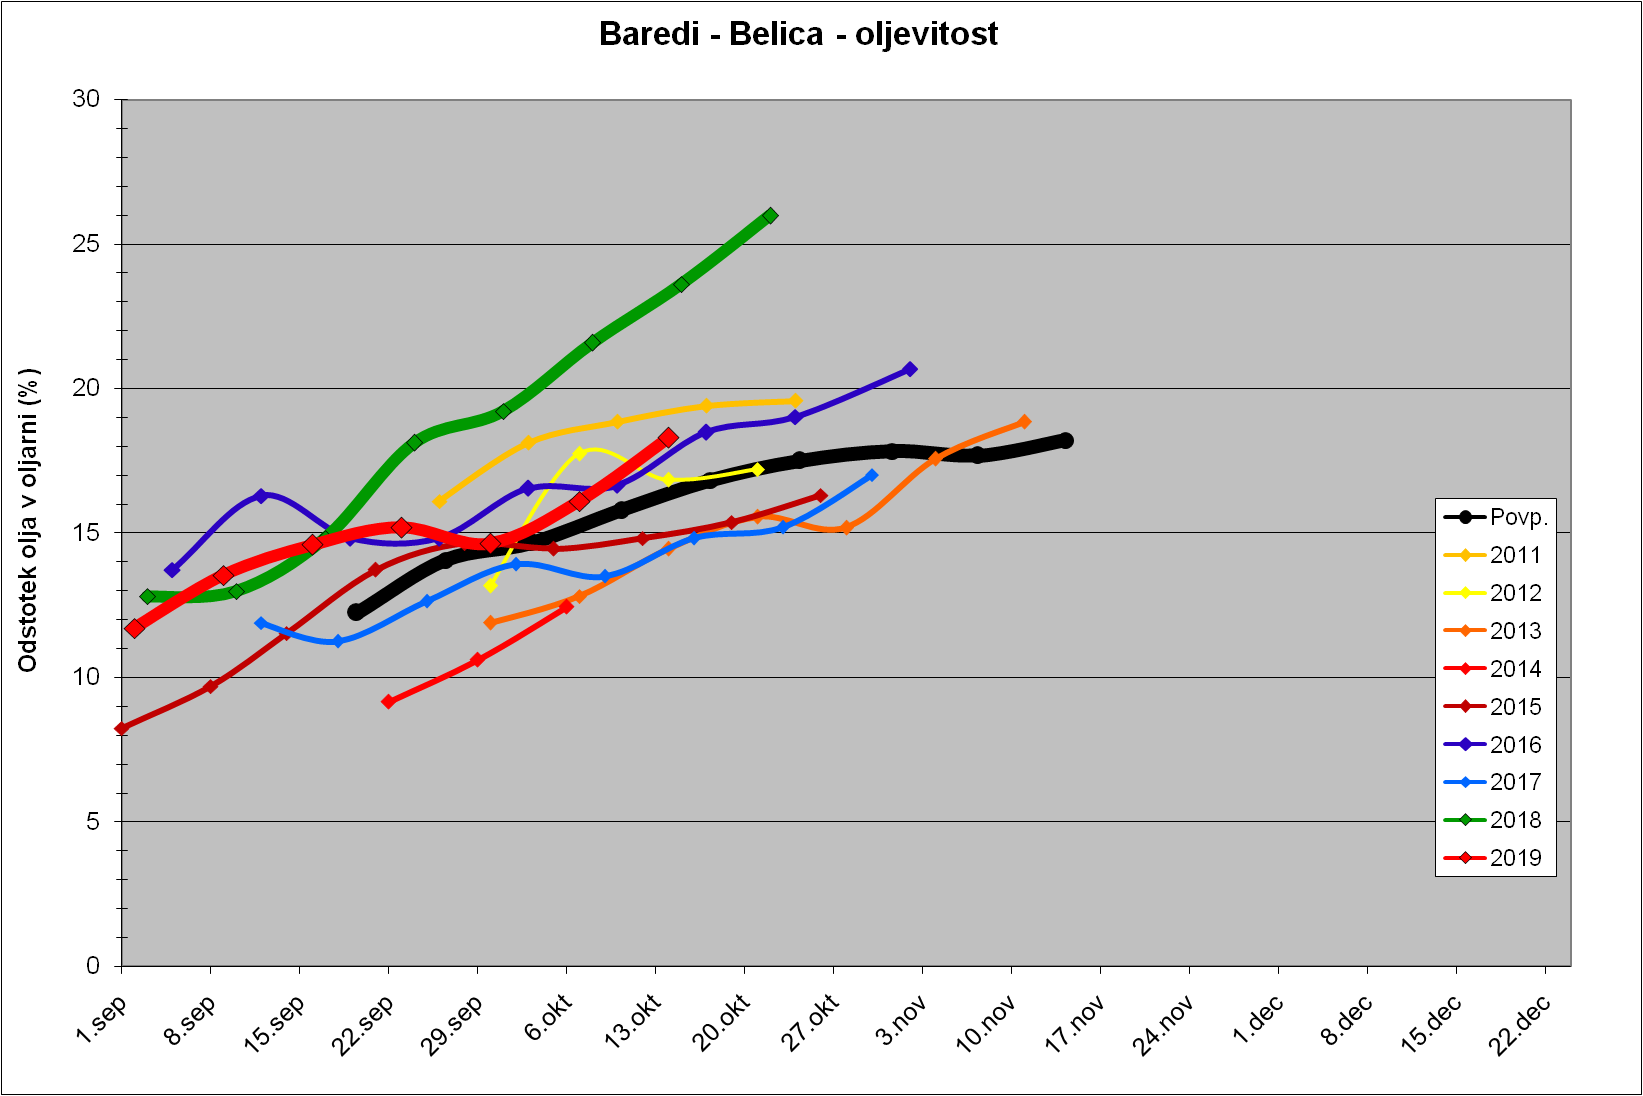 Baredi - Belica - oljevitost
Odstotek olja v oljarni (%)
30
25
20
15
10
5
0
1.sep
8.sep
15.sep
22.sep
29.sep
6.okt
13.okt
20.okt
27.okt
3.nov
10.nov
17.nov
24.nov
1.dec
8.dec
15.dec
22.dec
Povp.
2011
2012
2013
2014
2015
2016
2017
2018
2019